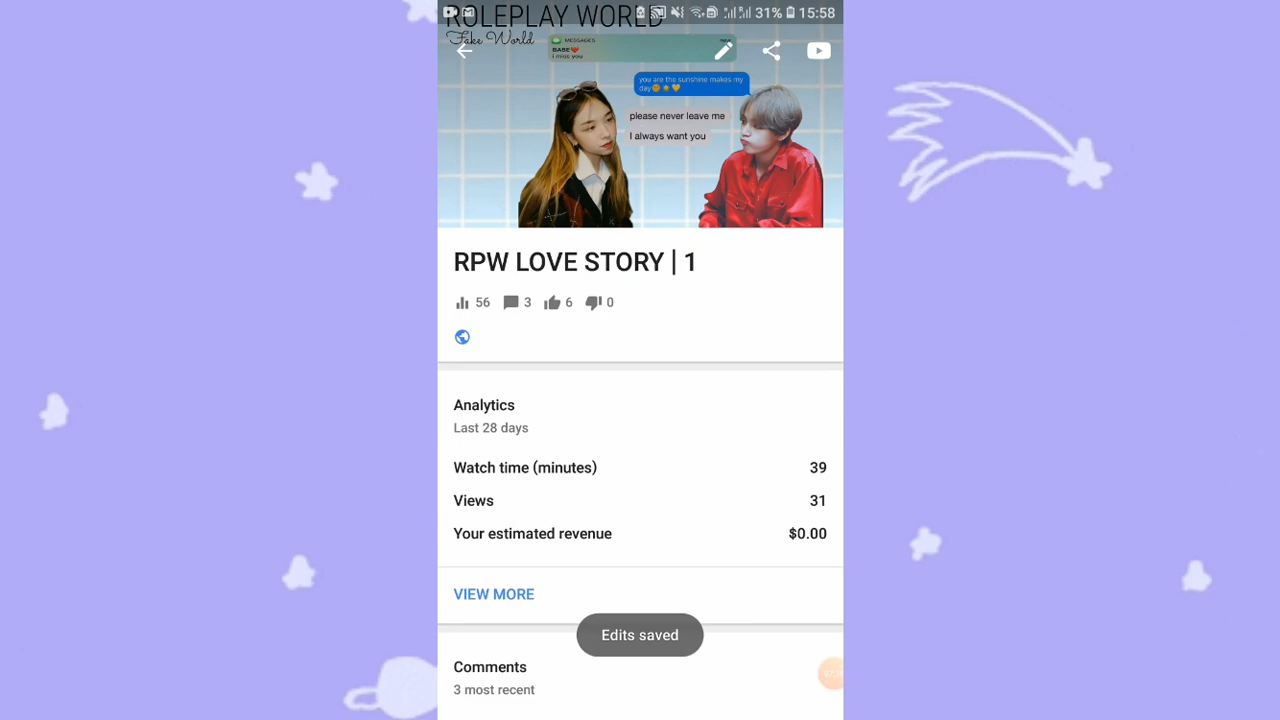 ROLEPLAY WORLD
31% 15:58
Fake World
MESSAGES
BABE❤️
i miss you
you are the sunshine makes my
day🌞☀️💛
please never leave me
I always want you
RPW LOVE STORY | 1
56 3 6 0
Analytics
Last 28 days
Watch time (minutes) 39
Views 31
Your estimated revenue $0.00
VIEW MORE
Edits saved
Comments
3 most recent